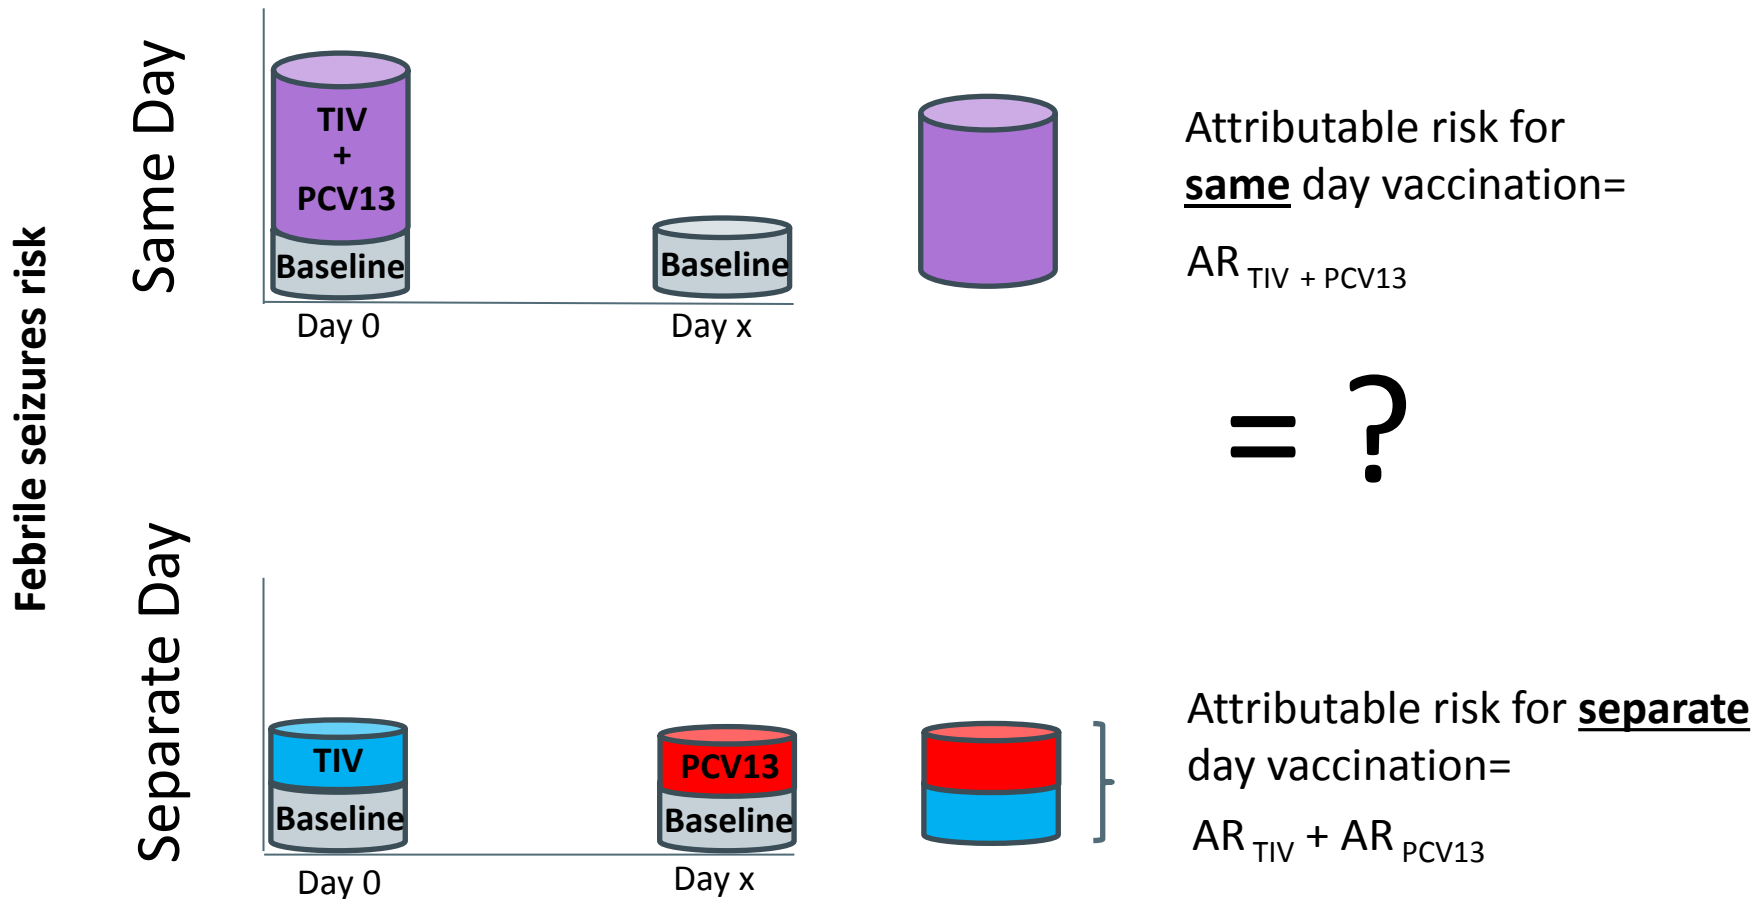 Febrile seizures risk
Same Day
TIV
+
PCV13
Baseline
Baseline
Day 0
Day x
Attributable risk for
same day vaccination=
AR TIV + PCV13
= ?
Separate Day
TIV
Baseline
PCV13
Baseline
Day 0
Day x
Attributable risk for separate
day vaccination=
AR TIV + AR PCV13